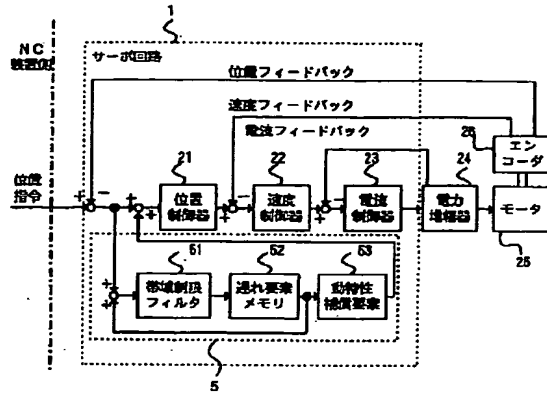 1
NC
装置側
サーボ回路
位置フィードバック
速度フィードバック
電流フィードバック
26
エン
コーダ
21
22
23
24
位置
指令
+
-
+
+
+
-
+
-
位置
制御器
速度
制御器
電流
制御器
電力
増幅器
モータ
25
51
52
53
+
+
帯域制限
フィルタ
遅れ要素
メモリ
動特性
補償要素
5